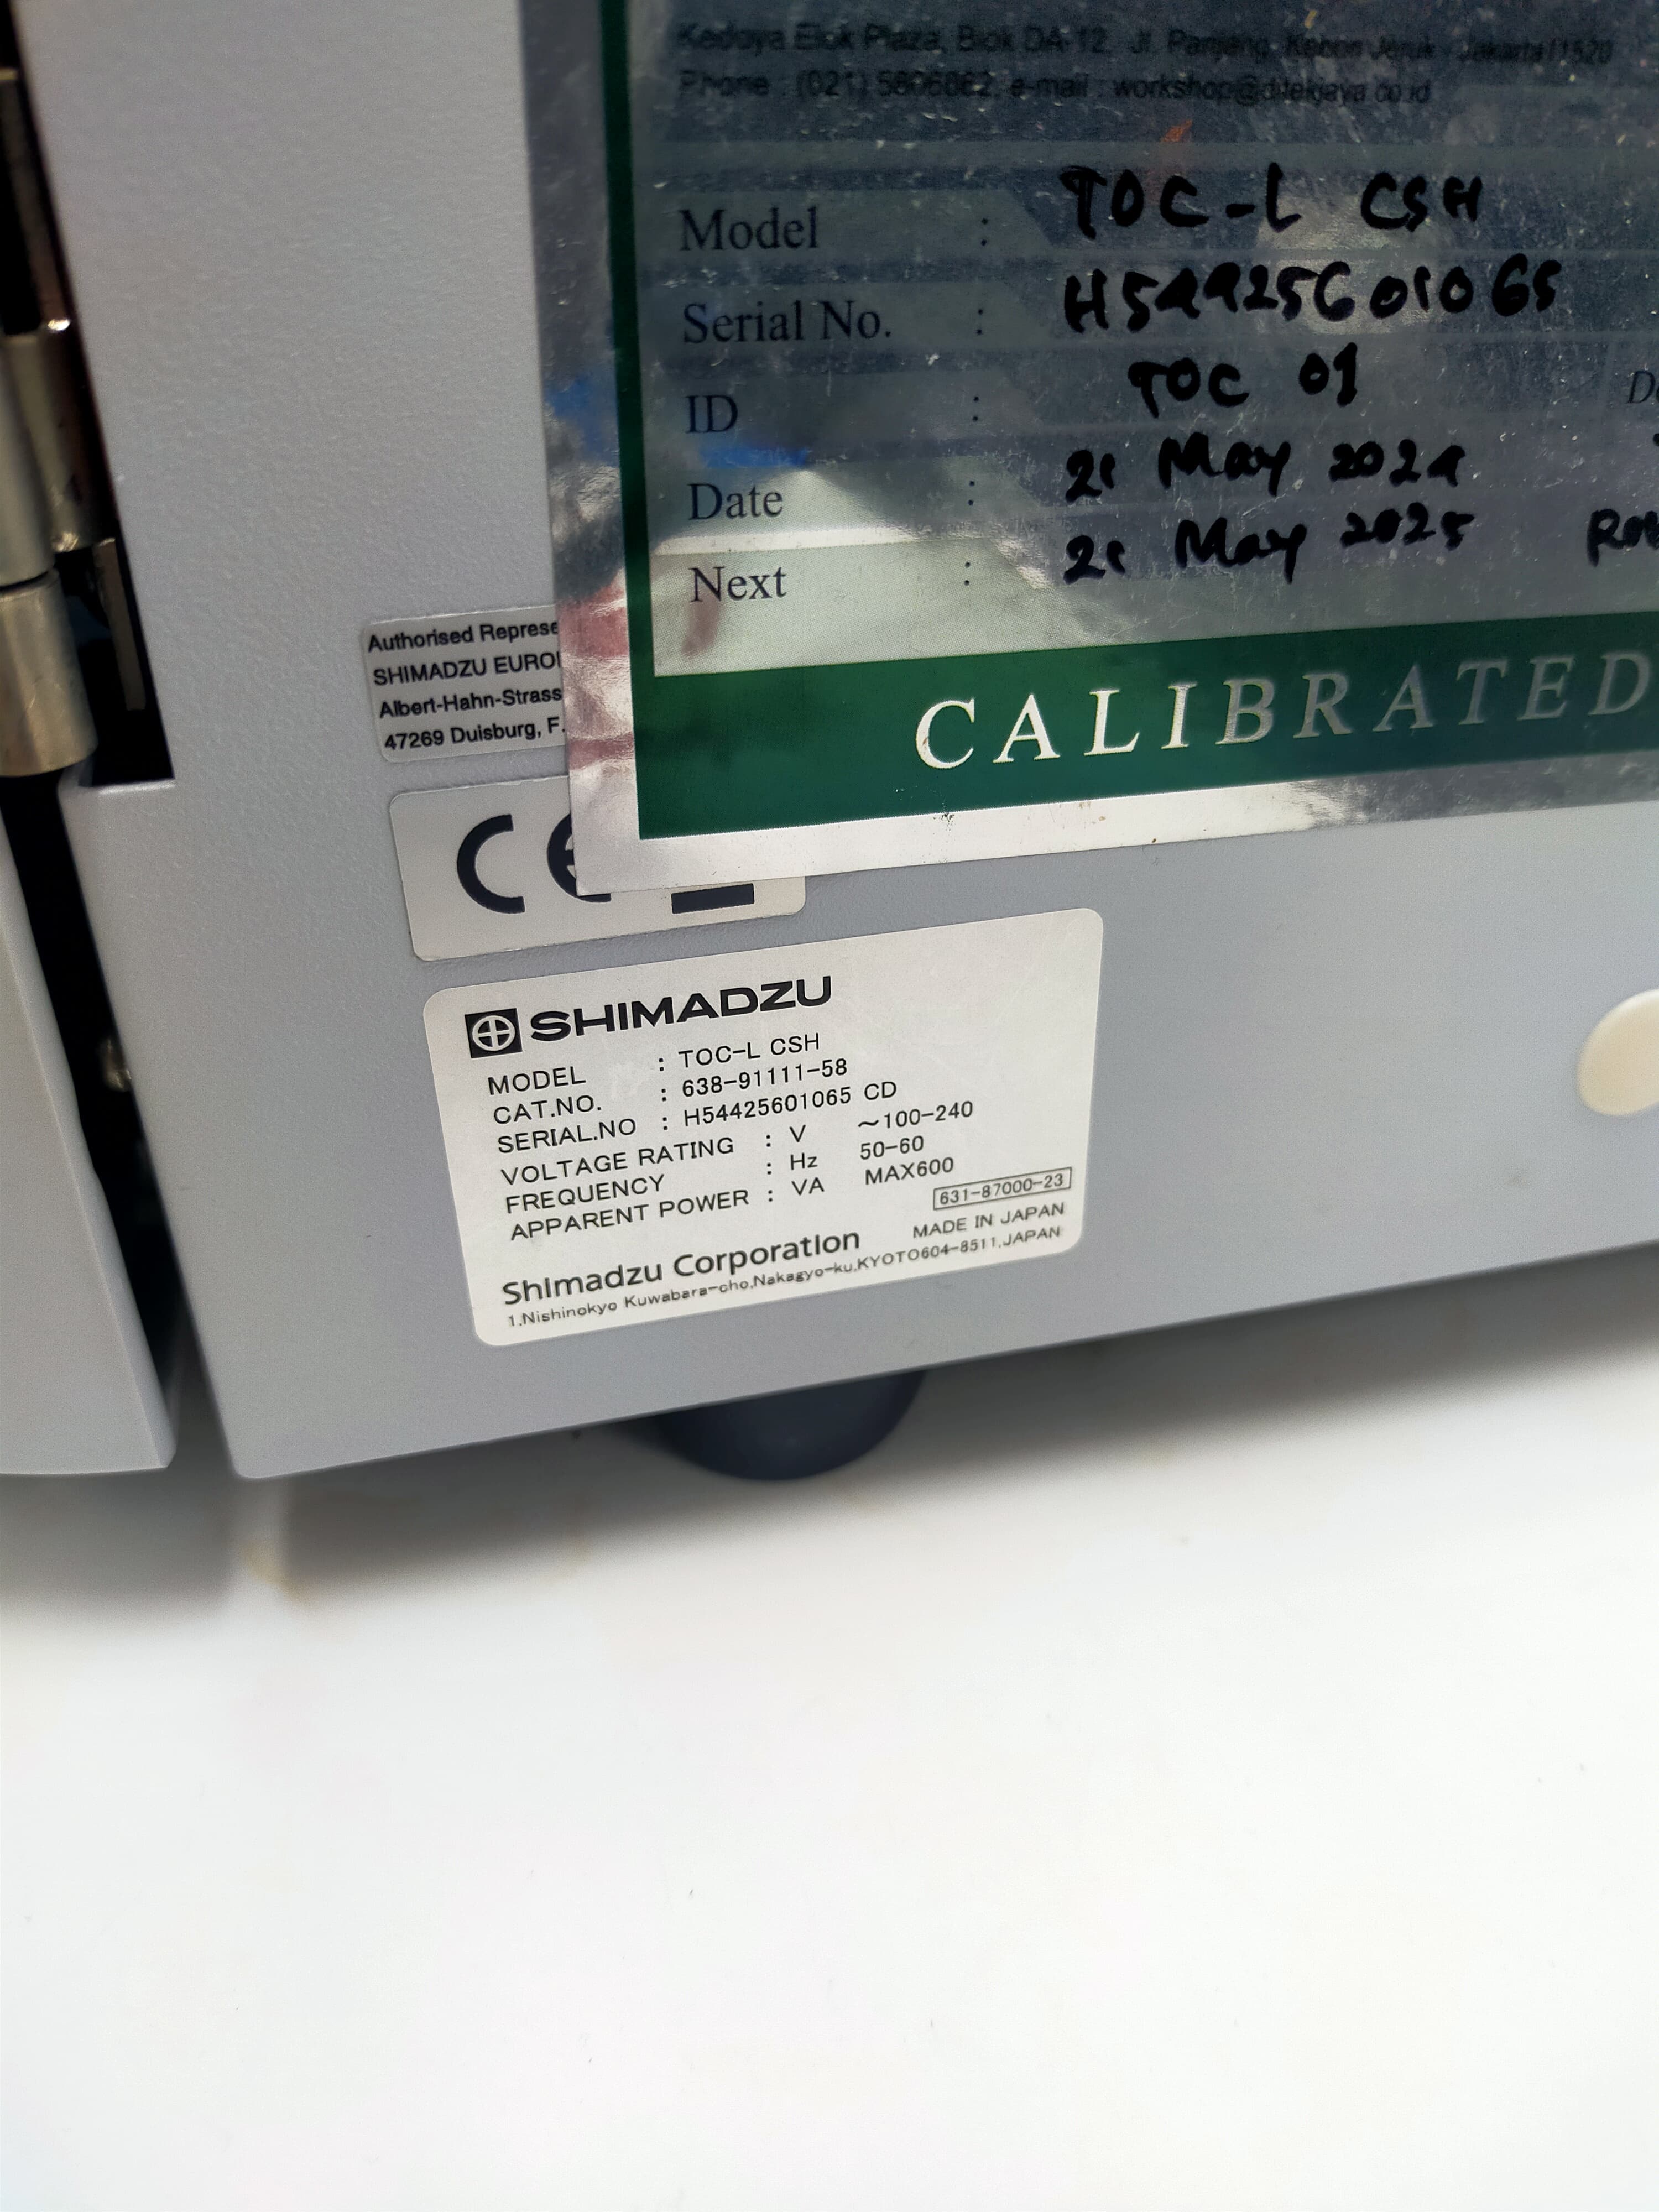 Kedoya Elok Plaza, Blok DA-12, Jl. Panjang, Kebon Jeruk - Jakarta 11520
Phone : (021) 5806862, e-mail : workshop@ditekjaya.co.id
Model : TOC-L CSH
Serial No. : H54425601065
ID : TOC 01
Date : 21 May 2024
Next : 21 May 2025
CALIBRATED
Authorised Represe
SHIMADZU EURO
Albert-Hahn-Strass
47269 Duisburg, F.
CE
SHIMADZU
MODEL : TOC-L CSH
CAT.NO. : 638-91111-58
SERIAL.NO : H54425601065 CD
VOLTAGE RATING : V ~100-240
FREQUENCY : Hz 50-60
APPARENT POWER : VA MAX600
631-87000-23
MADE IN JAPAN
Shimadzu Corporation
1,Nishinokyo Kuwabara-cho,Nakagyo-ku,KYOTO604-8511,JAPAN